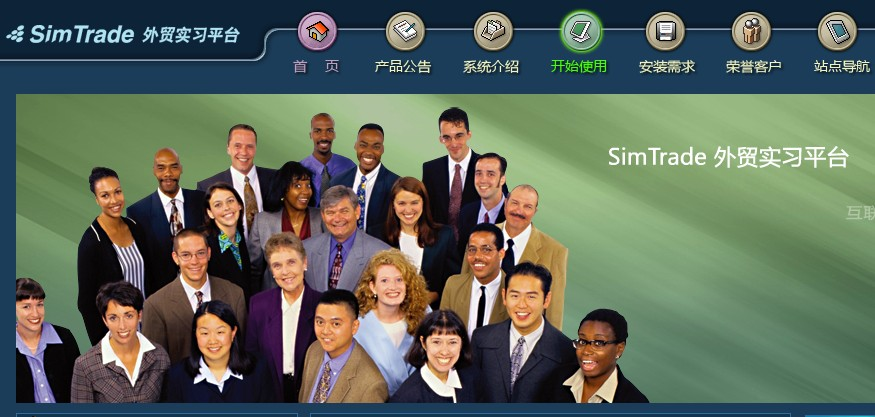 SimTrade 外贸实习平台
首 页
产品公告
系统介绍
开始使用
安装需求
荣誉客户
站点导航
SimTrade 外贸实习平台
互联